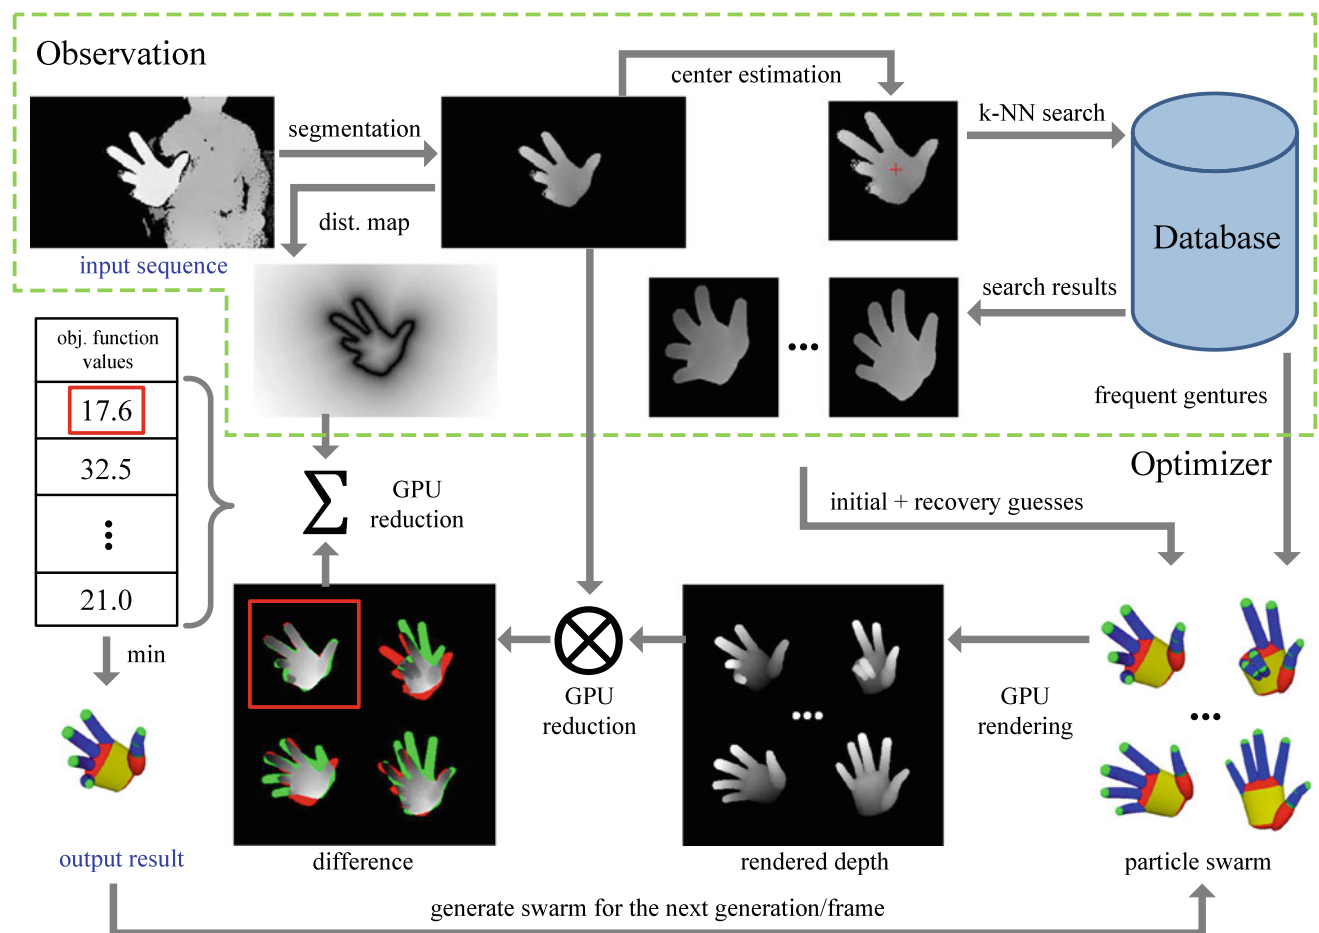 Observation
center estimation
segmentation
k-NN search
dist. map
Database
input sequence
search results
obj. function
values
17.6
32.5
21.0
frequent gentures
Optimizer
GPU
reduction
initial + recovery guesses
min
GPU
reduction
GPU
rendering
output result
difference
rendered depth
particle swarm
generate swarm for the next generation/frame